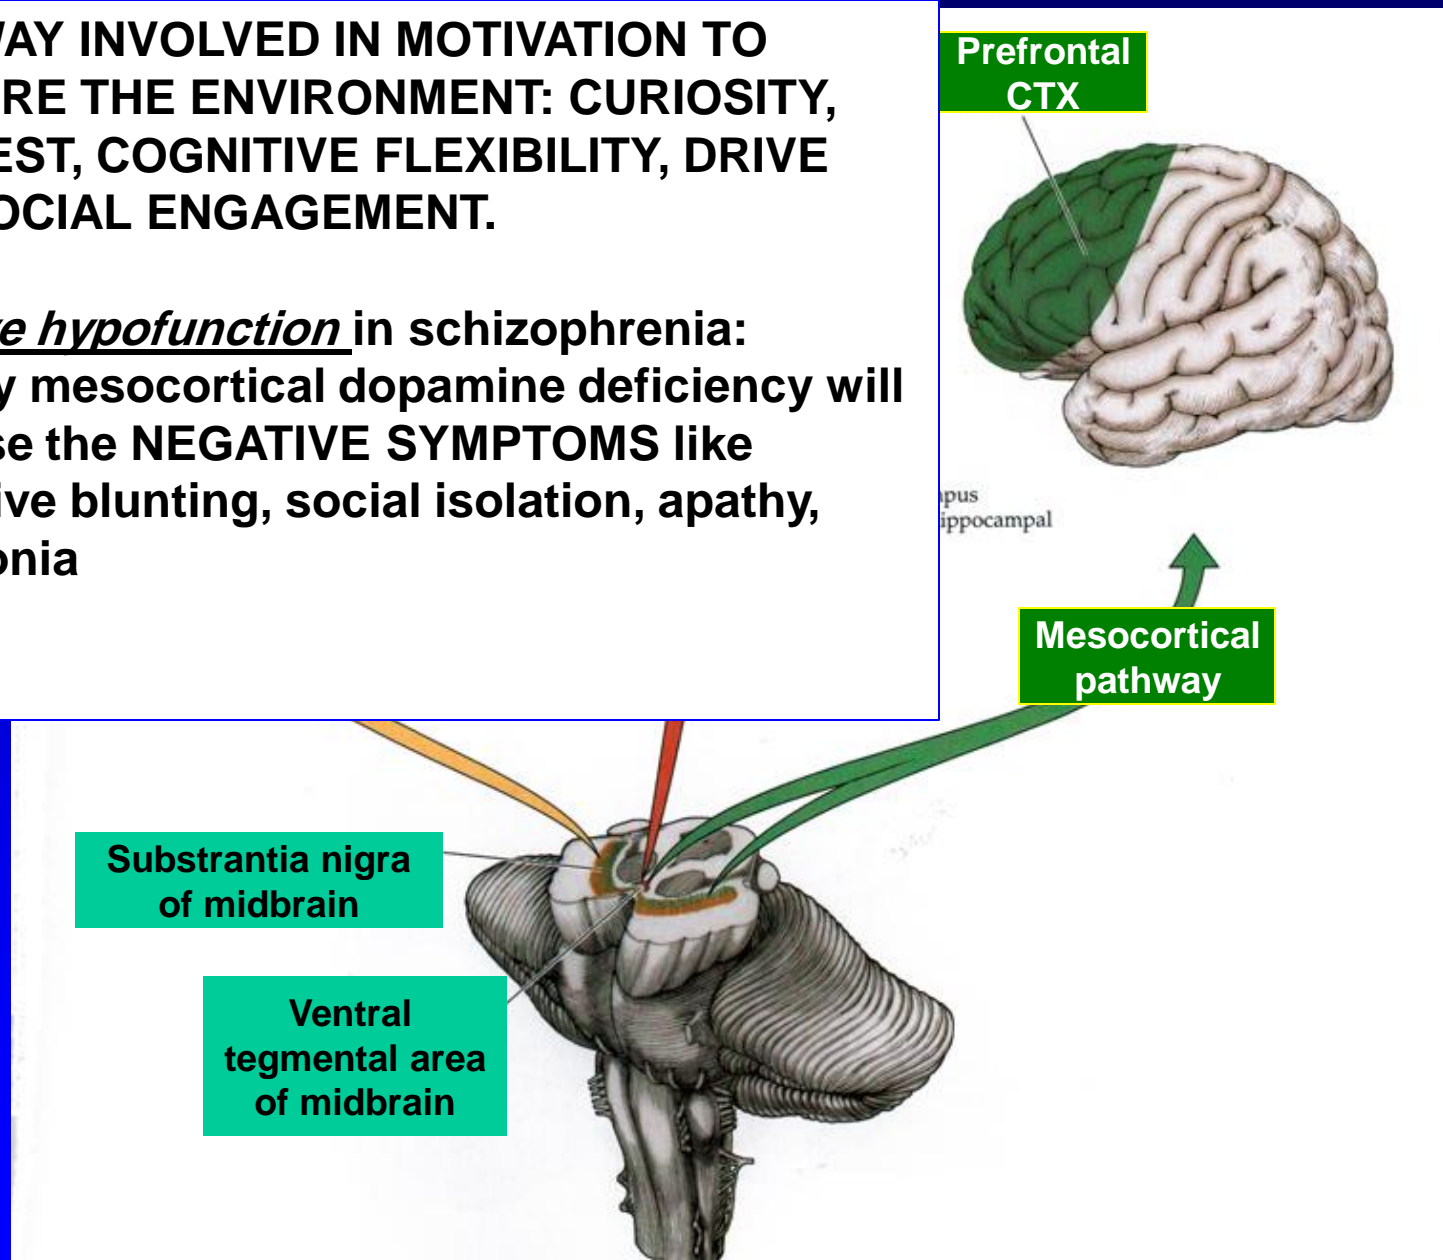 WAY INVOLVED IN MOTIVATION TO
RE THE ENVIRONMENT: CURIOSITY,
EST, COGNITIVE FLEXIBILITY, DRIVE
OCIAL ENGAGEMENT.
ve hypofunction in schizophrenia:
y mesocortical dopamine deficiency will
se the NEGATIVE SYMPTOMS like
ive blunting, social isolation, apathy,
onia
Prefrontal
CTX
pus
ippocampal
Mesocortical
pathway
Substrantia nigra
of midbrain
Ventral
tegmental area
of midbrain